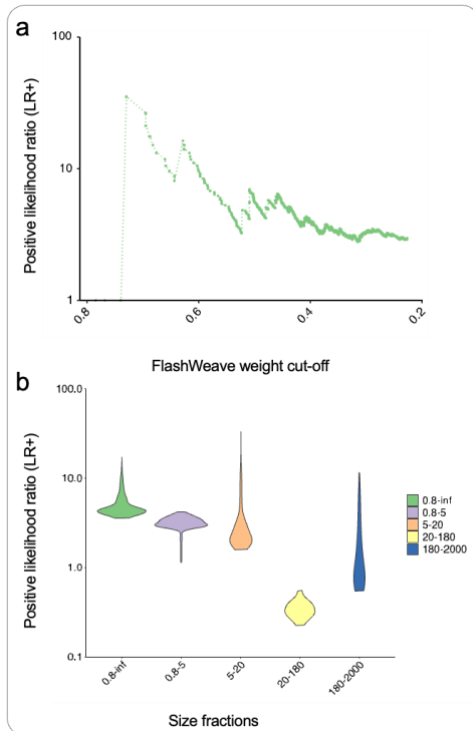 a
Positive likelihood ratio (LR+)
100
10
1
0.8
0.6
0.4
0.2
FlashWeave weight cut-off
b
Positive likelihood ratio (LR+)
100.0
10.0
1.0
0.1
0.8-inf
0.8-5
5-20
20-180
180-2000
0.8-inf
0.8-5
5-20
20-180
180-2000
Size fractions